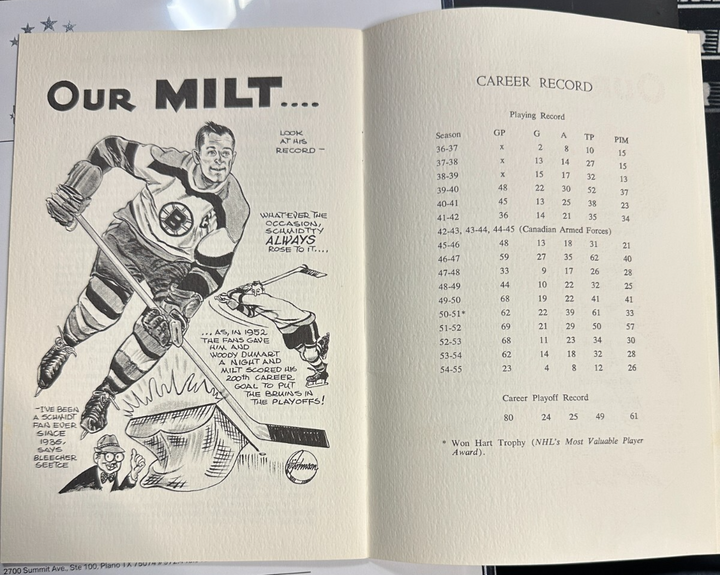 OUR MILT....
LOOK
AT HIS
RECORD –
WHATEVER THE
OCCASION,
SCHMIDTTY
ALWAYS
ROSE TO IT....
... AS, IN 1952
THE FANS GAVE
HIM AND
WOODY DUMART
A NIGHT AND
MILT SCORED HIS
200TH CAREER
GOAL TO PUT
THE BRUINS IN
THE PLAYOFFS!
–I'VE BEEN
A SCHMIDT
FAN EVER
SINCE
1936,
SAYS
BLEECHER
SEETCE
B
CAREER RECORD
Playing Record
Season GP G A TP PIM
36-37 x 2 8 10 15
37-38 x 13 14 27 15
38-39 x 15 17 32 13
39-40 48 22 30 52 37
40-41 45 13 25 38 23
41-42 36 14 21 35 34
42-43, 43-44, 44-45 (Canadian Armed Forces)
45-46 48 13 18 31 21
46-47 59 27 35 62 40
47-48 33 9 17 26 28
48-49 44 10 22 32 25
49-50 68 19 22 41 41
50-51* 62 22 39 61 33
51-52 69 21 29 50 57
52-53 68 11 23 34 30
53-54 62 14 18 32 28
54-55 23 4 8 12 26
Career Playoff Record
80 24 25 49 61
* Won Hart Trophy (NHL's Most Valuable Player
Award).
2700 Summit Ave., Ste 100, Plano TX 75074